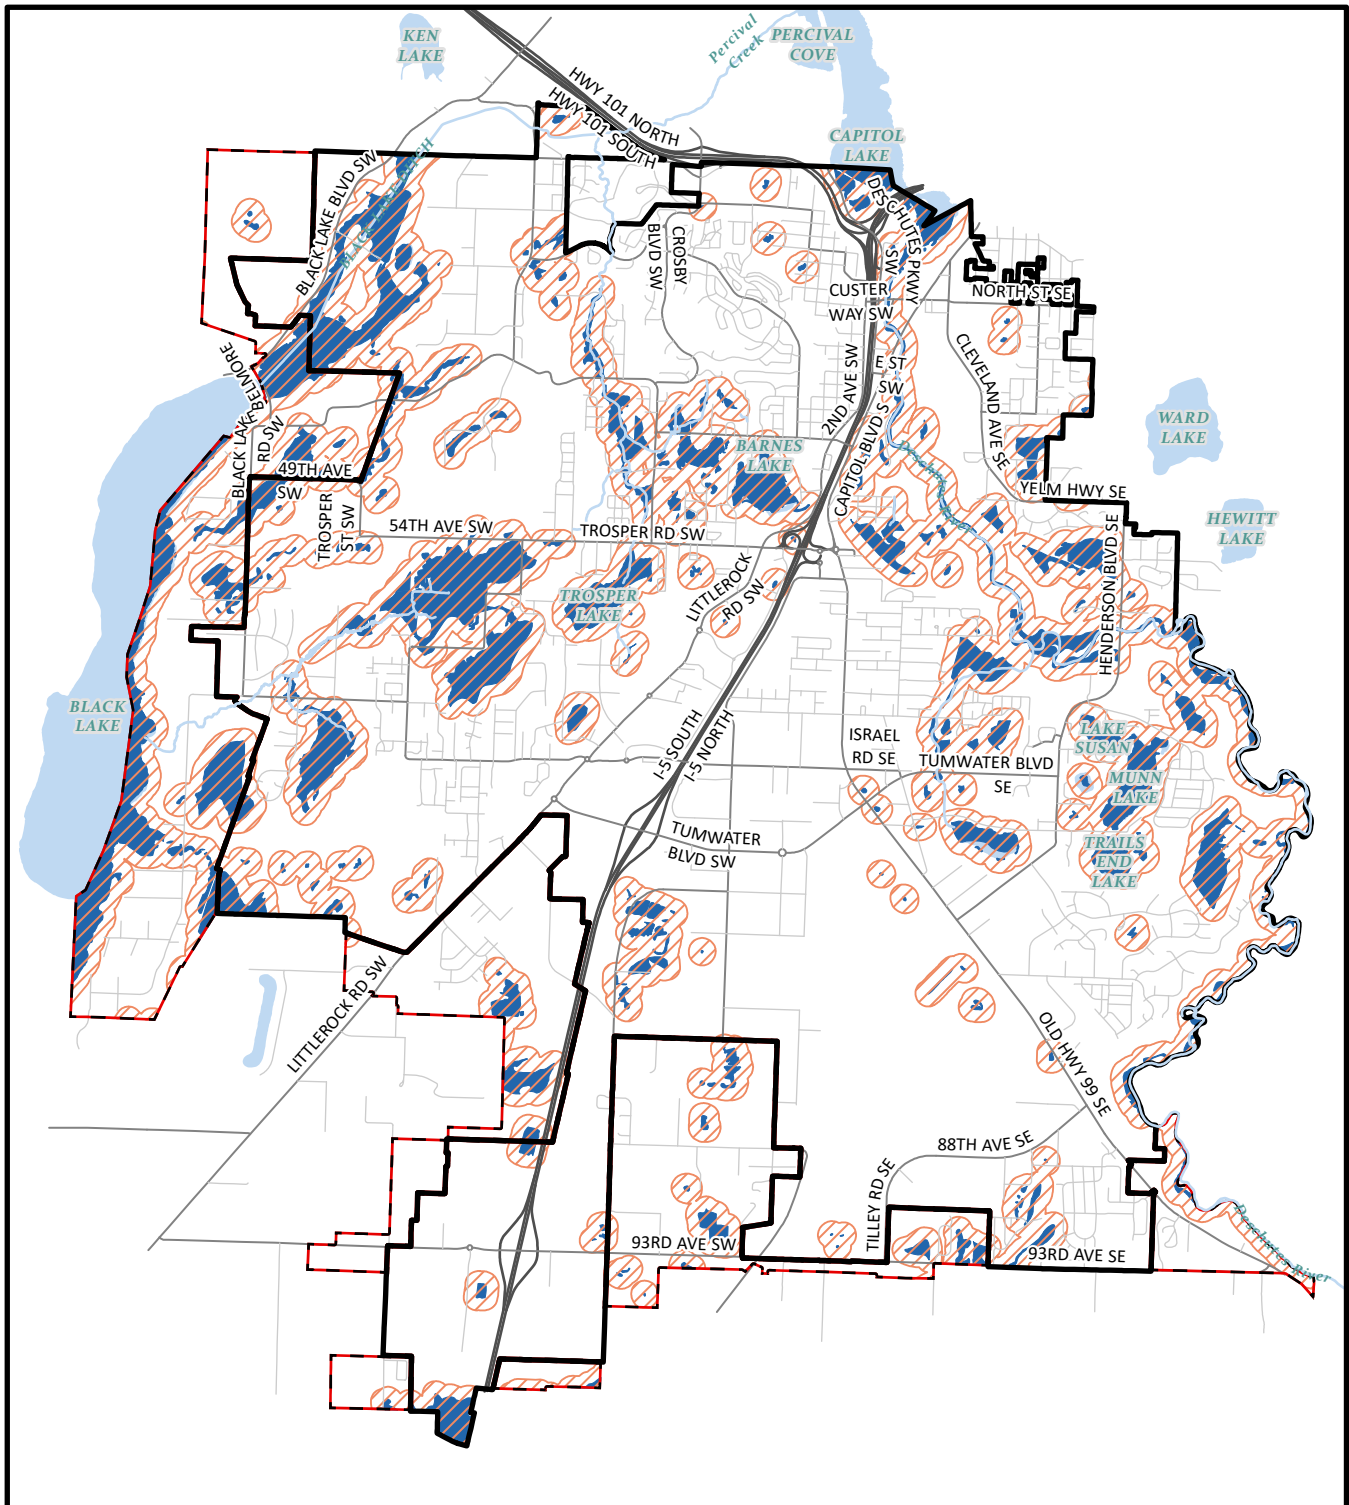 KEN
LAKE
Percival
Creek
PERCIVAL
COVE
HWY 101 NORTH
HWY 101 SOUTH
CAPITOL
LAKE
BLACK LAKE BLVD SW
BLACK LAKE DITCH
DESCHUTES PKWY
SW
CROSBY
BLVD SW
CUSTER
WAY SW
NORTH ST SE
E ST
SW
2ND AVE SW
CLEVELAND AVE SE
BLACK LAKE BELMORE
RD SW
CAPITOL BLVD S
BARNES
LAKE
WARD
LAKE
Deschutes River
49TH AVE
SW
YELM HWY SE
TROSPER
ST SW
54TH AVE SW
TROSPER RD SW
HEWITT
LAKE
HENDERSON BLVD SE
LITTLEROCK
RD SW
TROSPER
LAKE
BLACK
LAKE
I-5 SOUTH
I-5 NORTH
ISRAEL
RD SE
LAKE
SUSAN
TUMWATER BLVD
SE
MUNN
LAKE
TUMWATER
BLVD SW
TRAILS
END
LAKE
LITTLEROCK RD SW
OLD HWY 99 SE
88TH AVE SE
TILLEY RD SE
93RD AVE SW
93RD AVE SE
Deschutes River